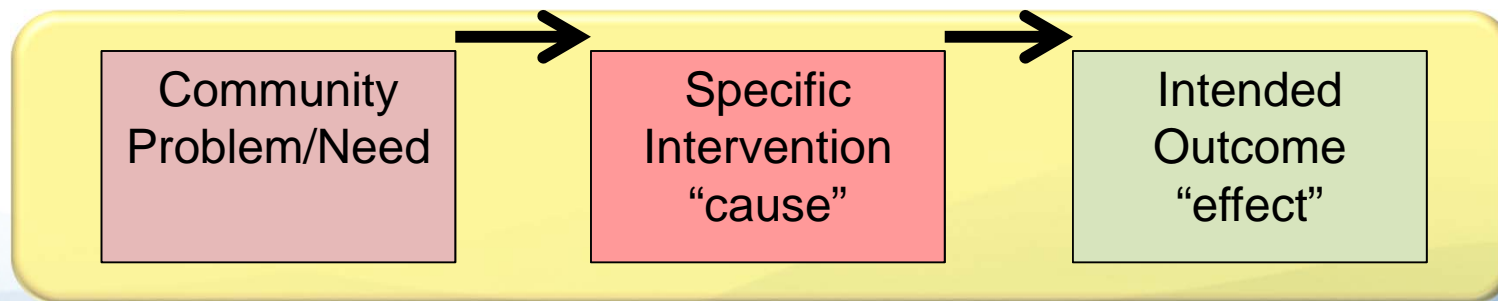 Community
Problem/Need
Specific
Intervention
“cause”
Intended
Outcome
“effect”